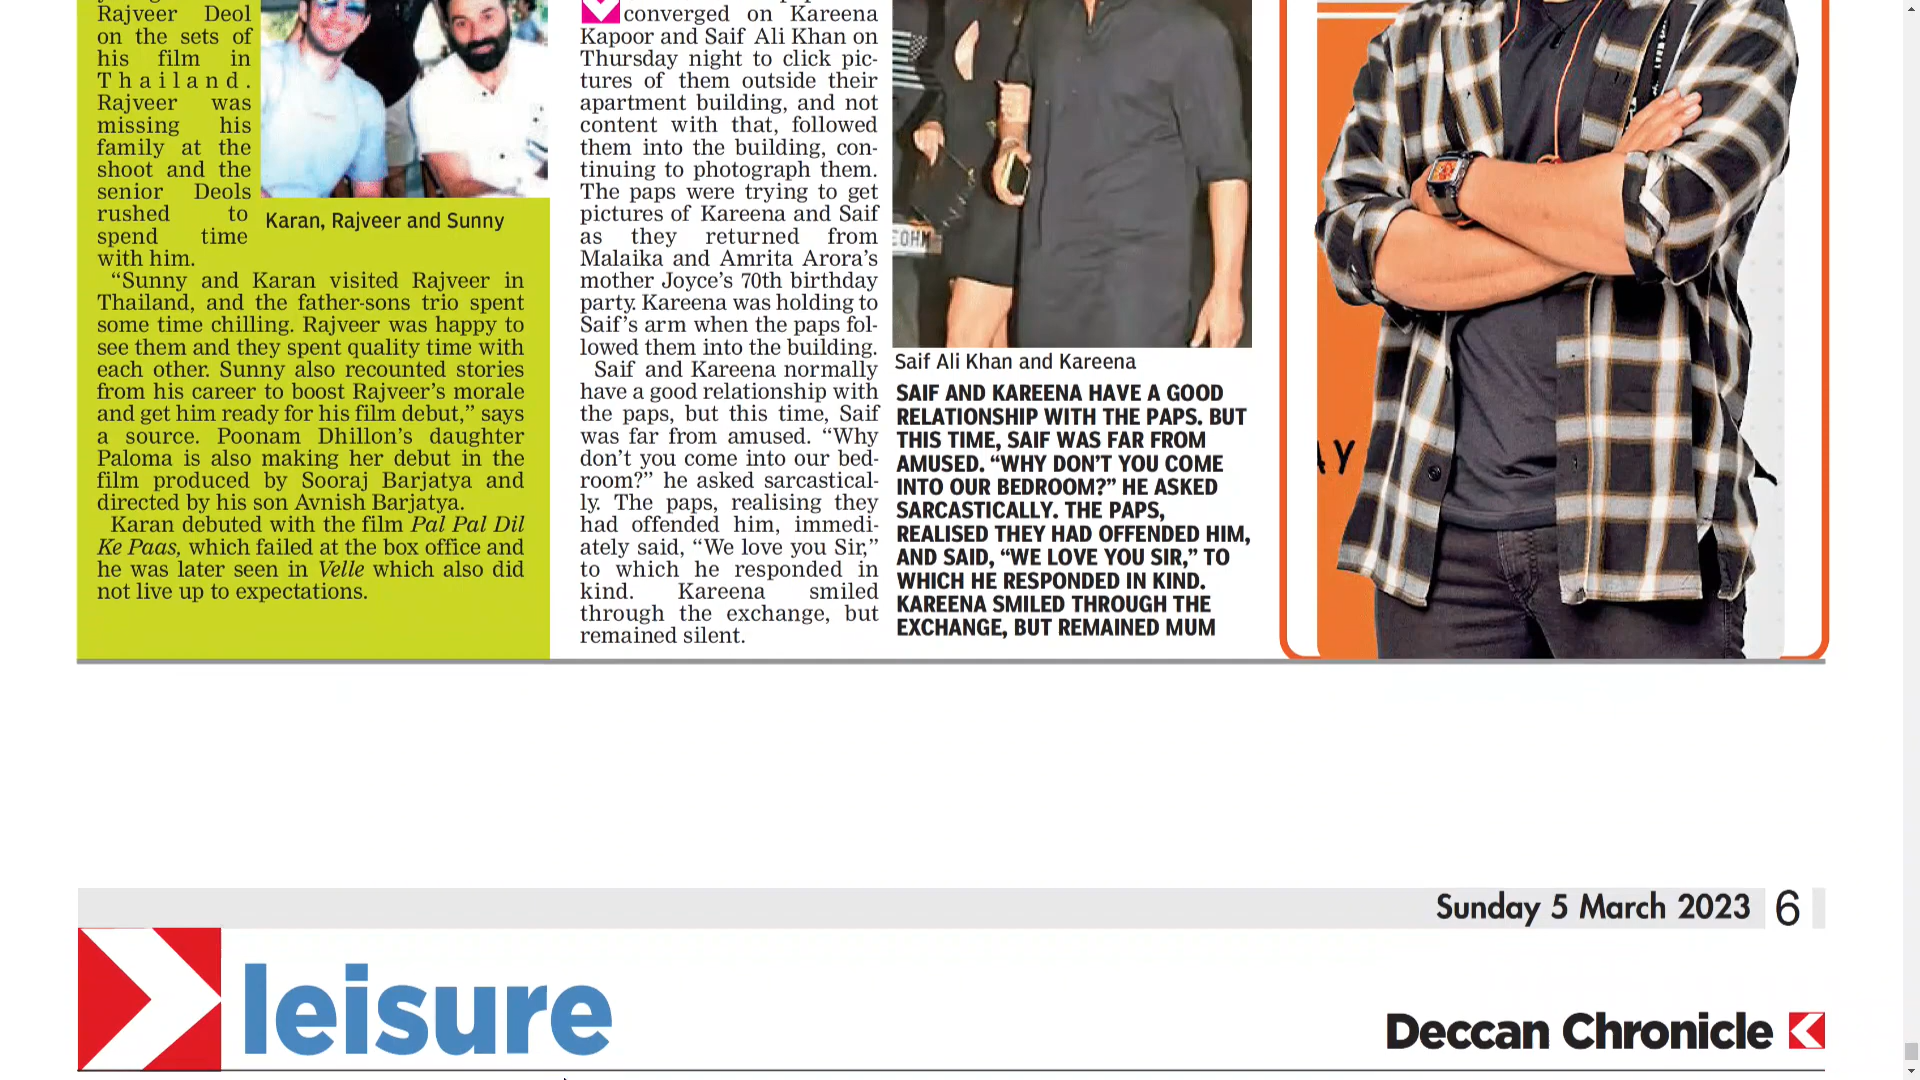 Rajveer Deol
on the sets of
his film in
Thailand.
Rajveer was
missing his
family at the
shoot and the
senior Deols
rushed to
spend time
with him.
Karan, Rajveer and Sunny
“Sunny and Karan visited Rajveer in
Thailand, and the father-sons trio spent
some time chilling. Rajveer was happy to
see them and they spent quality time with
each other. Sunny also recounted stories
from his career to boost Rajveer’s morale
and get him ready for his film debut,” says
a source. Poonam Dhillon’s daughter
Paloma is also making her debut in the
film produced by Sooraj Barjatya and
directed by his son Avnish Barjatya.
Karan debuted with the film Pal Pal Dil
Ke Paas, which failed at the box office and
he was later seen in Velle which also did
not live up to expectations.
converged on Kareena
Kapoor and Saif Ali Khan on
Thursday night to click pic-
tures of them outside their
apartment building, and not
content with that, followed
them into the building, con-
tinuing to photograph them.
The paps were trying to get
pictures of Kareena and Saif
as they returned from
Malaika and Amrita Arora’s
mother Joyce’s 70th birthday
party. Kareena was holding to
Saif’s arm when the paps fol-
lowed them into the building.
Saif and Kareena normally
have a good relationship with
the paps, but this time, Saif
was far from amused. “Why
don’t you come into our bed-
room?” he asked sarcastical-
ly. The paps, realising they
had offended him, immedi-
ately said, “We love you Sir,”
to which he responded in
kind. Kareena smiled
through the exchange, but
remained silent.
Saif Ali Khan and Kareena
SAIF AND KAREENA HAVE A GOOD
RELATIONSHIP WITH THE PAPS. BUT
THIS TIME, SAIF WAS FAR FROM
AMUSED. “WHY DON’T YOU COME
INTO OUR BEDROOM?” HE ASKED
SARCASTICALLY. THE PAPS,
REALISED THEY HAD OFFENDED HIM,
AND SAID, “WE LOVE YOU SIR,” TO
WHICH HE RESPONDED IN KIND.
KAREENA SMILED THROUGH THE
EXCHANGE, BUT REMAINED MUM
AY
Sunday 5 March 2023 6
leisure
Deccan Chronicle